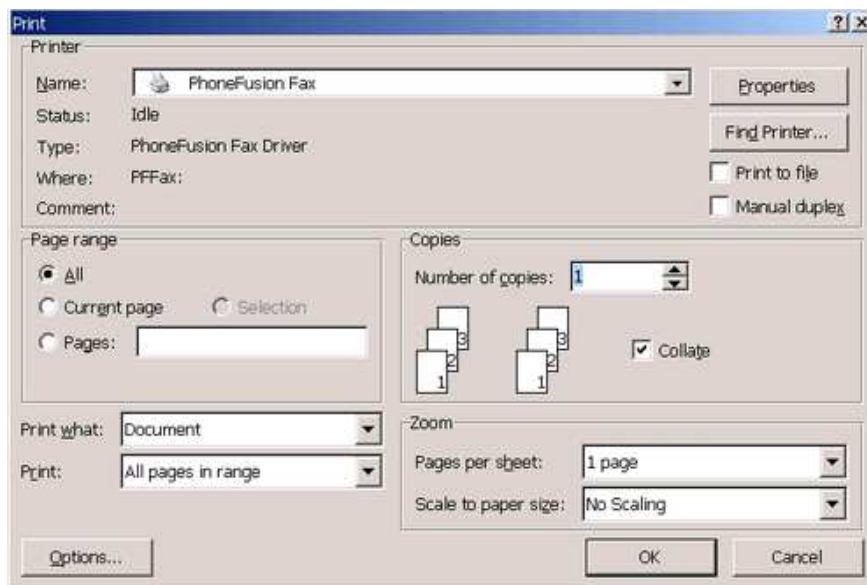 Print
Printer
Name: PhoneFusion Fax
Properties
Status: Idle
Find Printer...
Type: PhoneFusion Fax Driver
Where: PFFax:
Print to file
Comment:
Manual duplex
Page range
All
Current page Selection
Pages:
Copies
Number of copies: 1
3 3
2 2
1 1
Collate
Print what: Document
Print: All pages in range
Zoom
Pages per sheet: 1 page
Scale to paper size: No Scaling
Options... OK Cancel